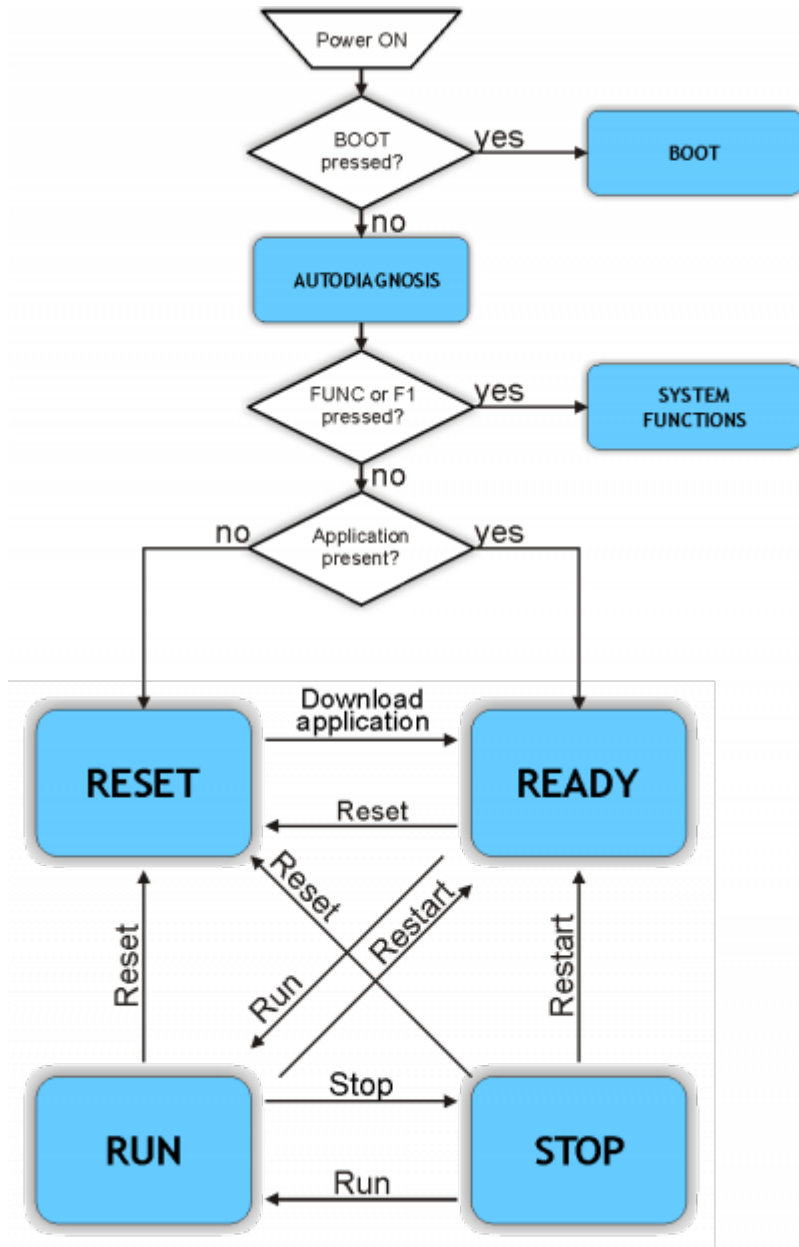 Power ON
BOOT
pressed?
yes
BOOT
no
AUTODIAGNOSIS
FUNC or F1
pressed?
yes
SYSTEM
FUNCTIONS
no
no
Application
present?
yes
Download
application
RESET
READY
Reset
Reset
Restart
Reset
Run
Restart
Stop
RUN
STOP
Run